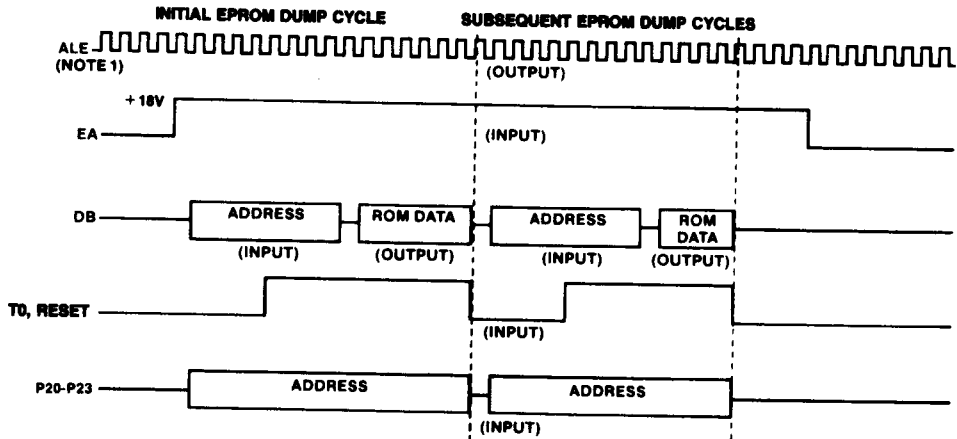 INITIAL EPROM DUMP CYCLE
SUBSEQUENT EPROM DUMP CYCLES
ALE
(NOTE 1)
(OUTPUT)
+18V
EA
(INPUT)
DB
ADDRESS
ROM DATA
ADDRESS
ROM
DATA
(INPUT)
(OUTPUT)
(INPUT)
(OUTPUT)
T0, RESET
(INPUT)
P20-P23
ADDRESS
ADDRESS
(INPUT)